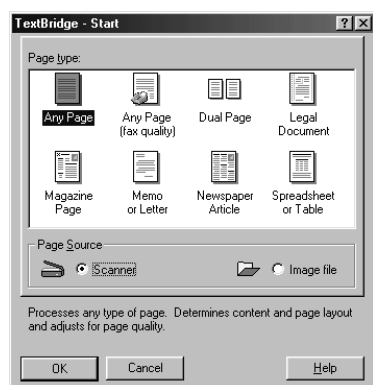 TextBridge - Start
Page type:
Any Page
Any Page
(fax quality)
Dual Page
Legal
Document
Magazine
Page
Memo
or Letter
Newspaper
Article
Spreadsheet
or Table
Page Source
Scanner
Image file
Processes any type of page. Determines content and page layout
and adjusts for page quality.
OK
Cancel
Help